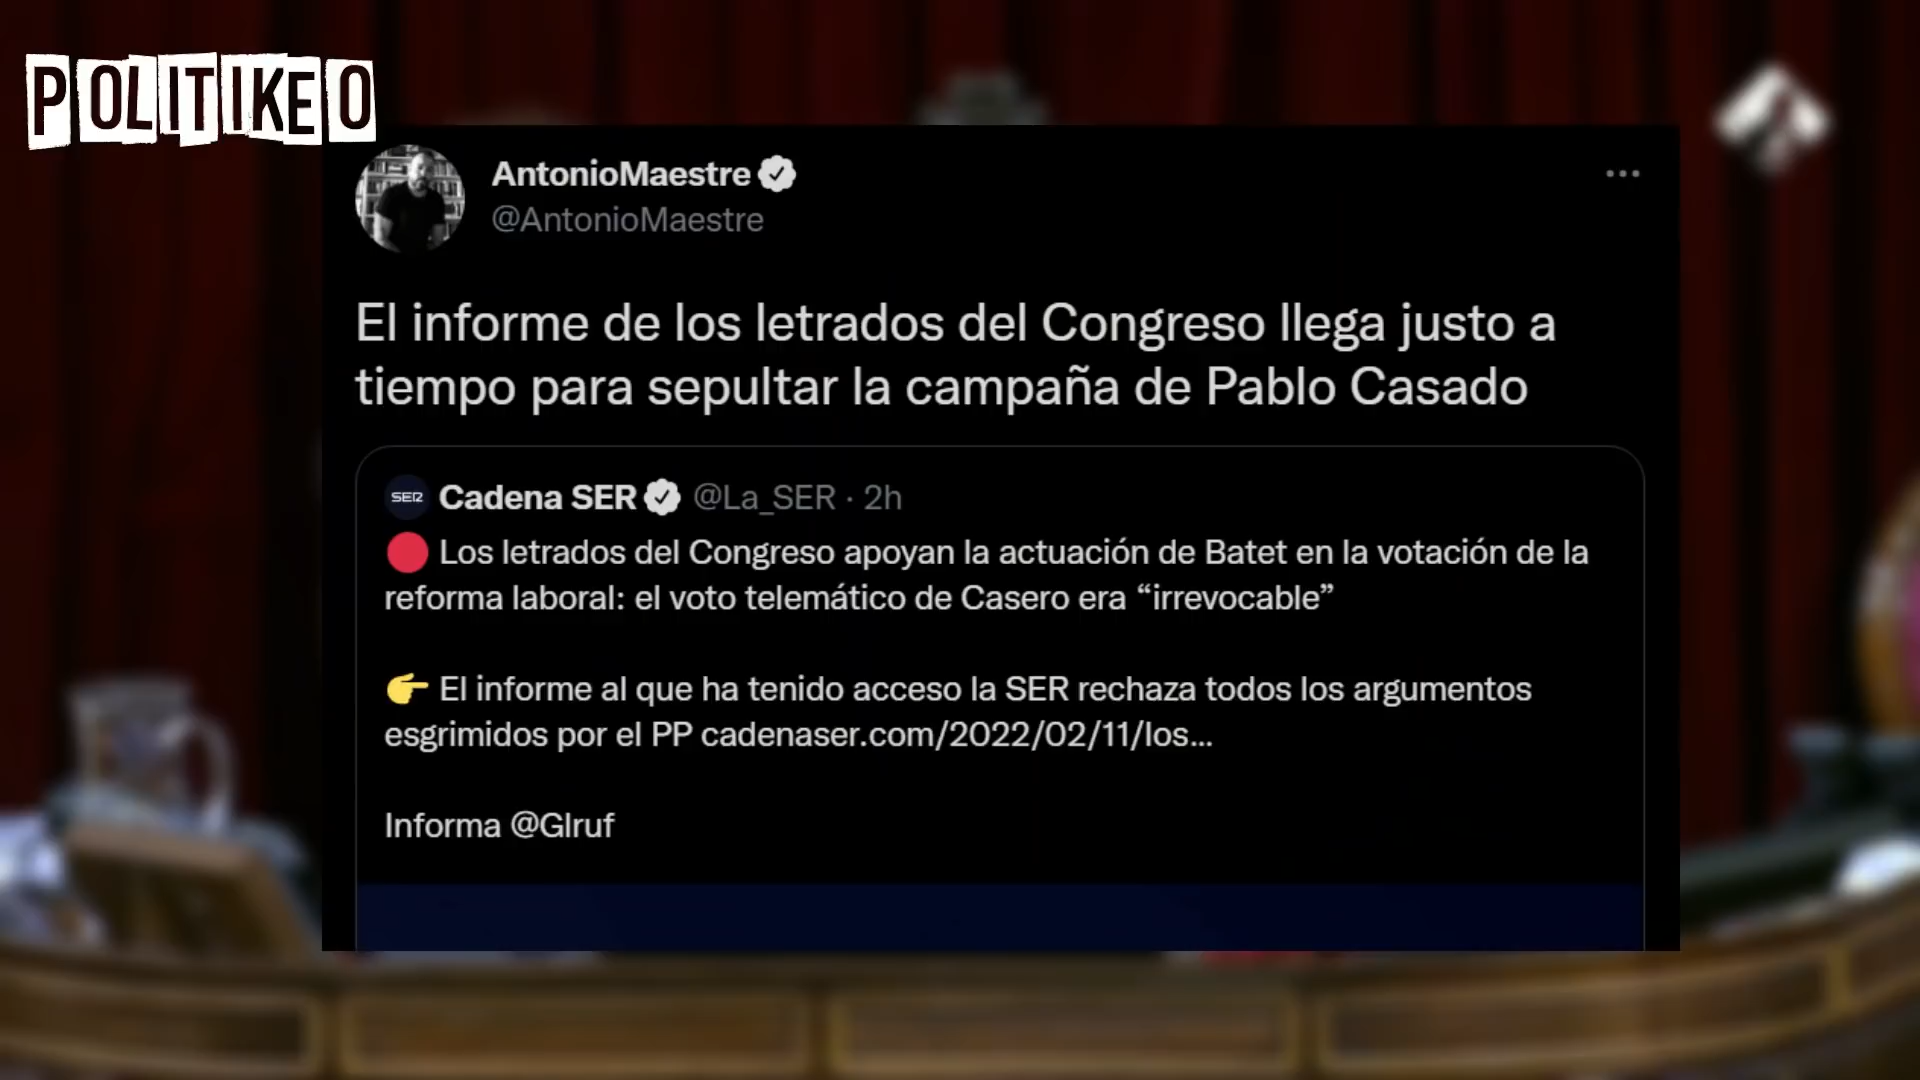 POLITIKEO
AntonioMaestre
@AntonioMaestre
El informe de los letrados del Congreso llega justo a
tiempo para sepultar la campaña de Pablo Casado
SER
Cadena SER @La_SER · 2h
🔴 Los letrados del Congreso apoyan la actuación de Batet en la votación de la
reforma laboral: el voto telemático de Casero era “irrevocable”
👉 El informe al que ha tenido acceso la SER rechaza todos los argumentos
esgrimidos por el PP cadenaser.com/2022/02/11/los...
Informa @Glruf